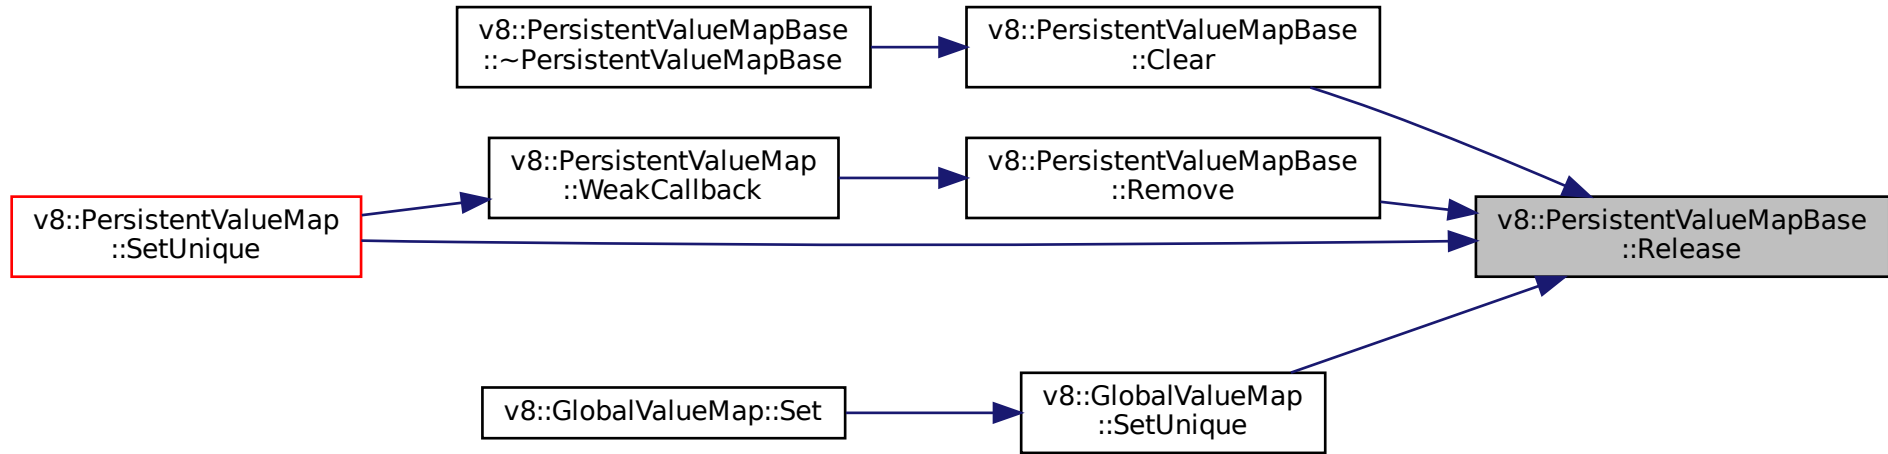 v8::PersistentValueMapBase
::~PersistentValueMapBase
v8::PersistentValueMapBase
::Clear
v8::PersistentValueMap
::WeakCallback
v8::PersistentValueMapBase
::Remove
v8::PersistentValueMap
::SetUnique
v8::PersistentValueMapBase
::Release
v8::GlobalValueMap::Set
v8::GlobalValueMap
::SetUnique